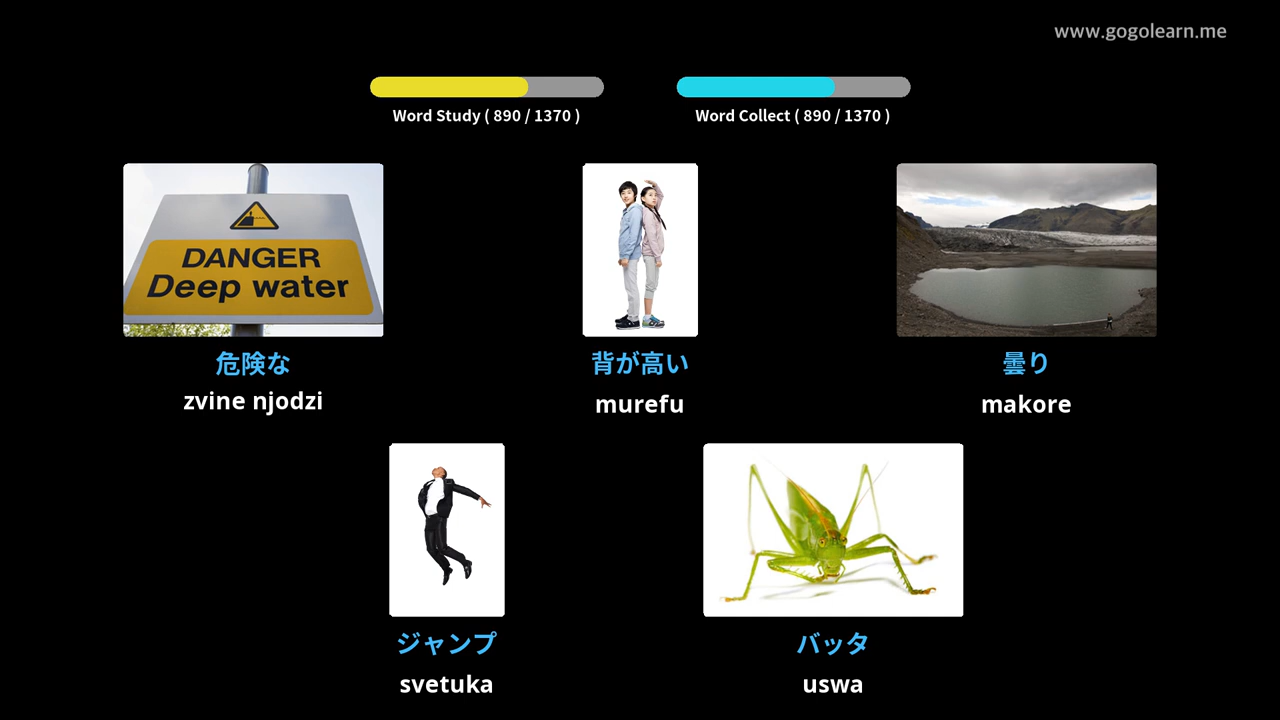 www.gogolearn.me
Word Study ( 890 / 1370 )
Word Collect ( 890 / 1370 )
DANGER
Deep water
危険な
zvine njodzi
背が高い
murefu
曇り
makore
ジャンプ
svetuka
バッタ
uswa